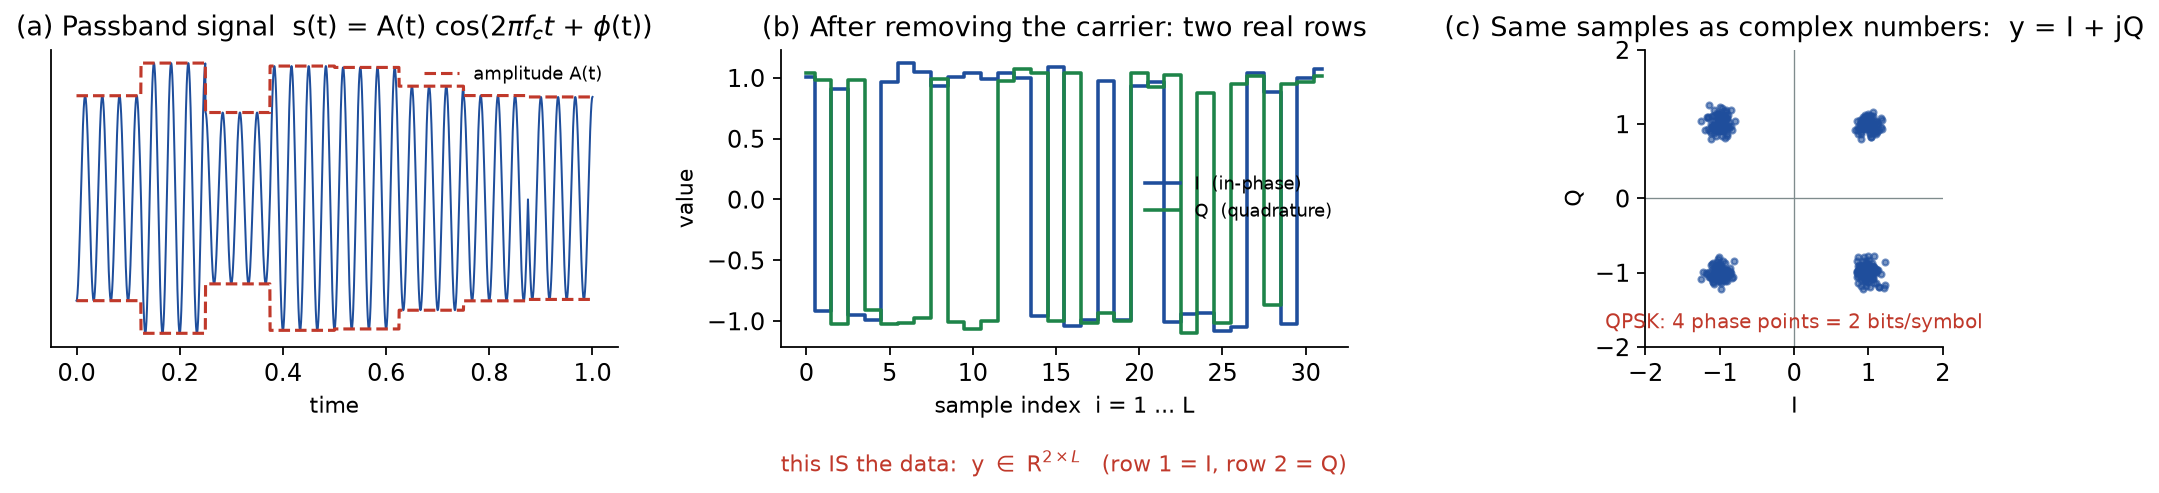 (a) Passband signal  s(t) = A(t) cos(2πf_c t + ϕ(t))
amplitude A(t)
0.0 0.2 0.4 0.6 0.8 1.0
time
(b) After removing the carrier: two real rows
value
1.0
0.5
0.0
−0.5
−1.0
I  (in-phase)
Q  (quadrature)
0 5 10 15 20 25 30
sample index  i = 1 ... L
this IS the data:  y ∈ R^{2×L}  (row 1 = I, row 2 = Q)
(c) Same samples as complex numbers:  y = I + jQ
Q
2
1
0
−1
−2
QPSK: 4 phase points = 2 bits/symbol
−2 −1 0 1 2
I